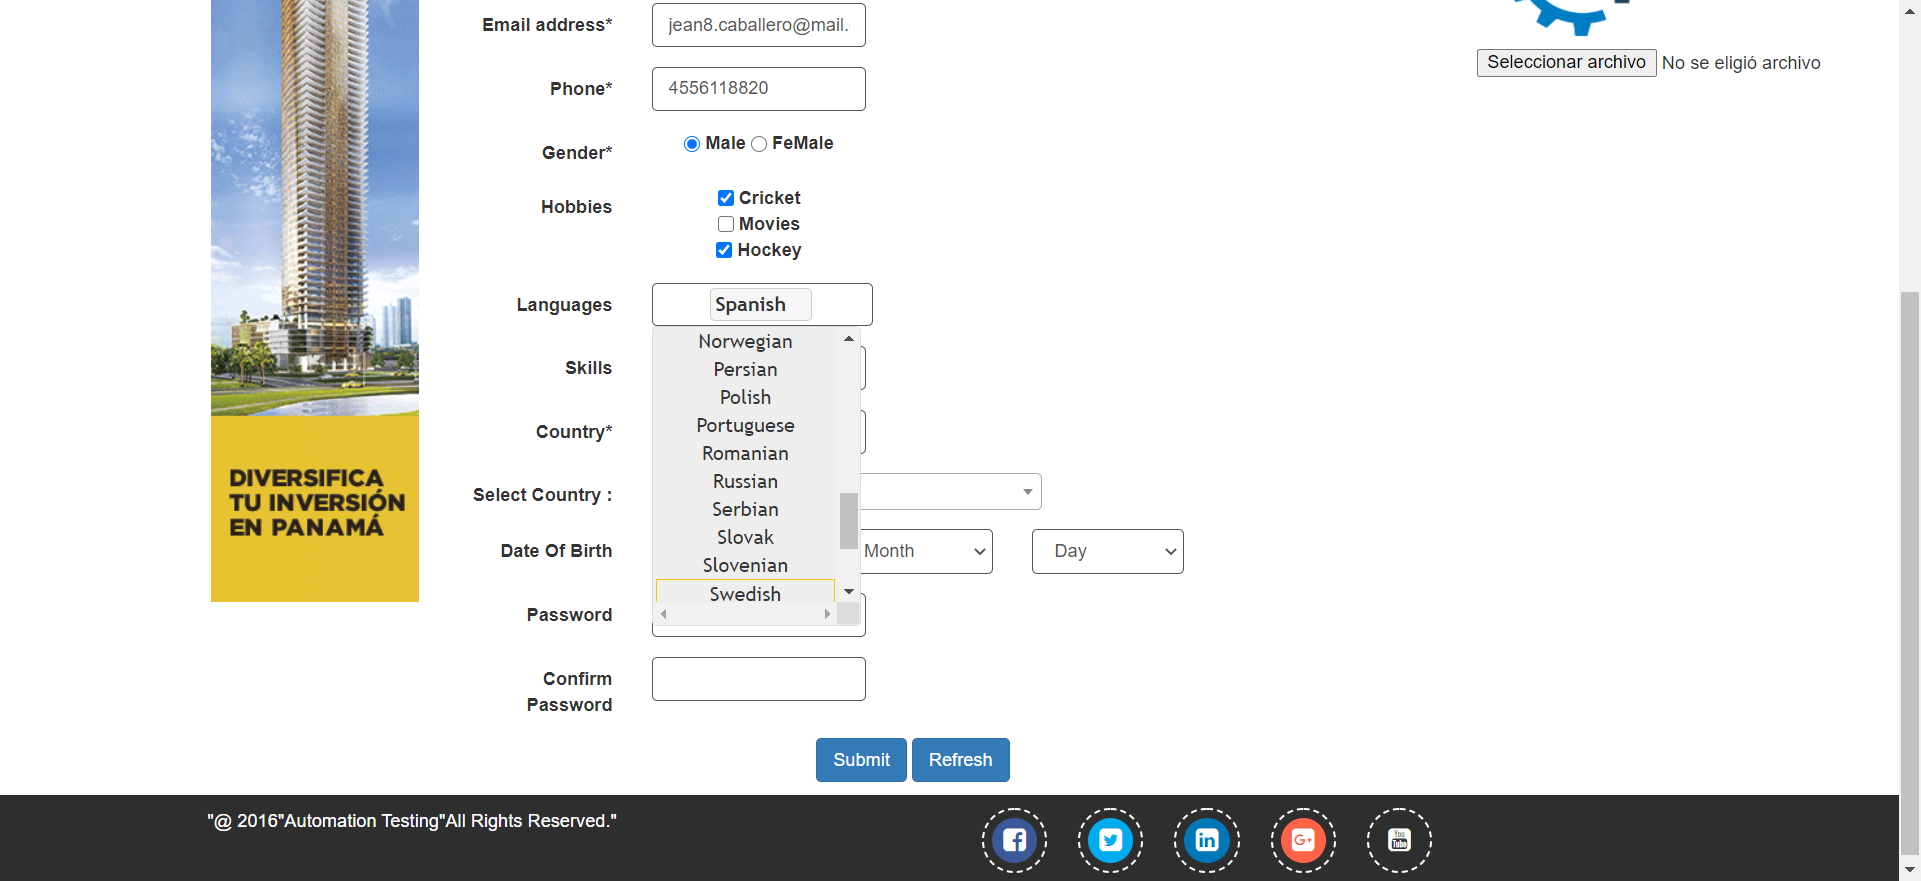 Email address* jean8.caballero@mail.
Seleccionar archivo No se eligió archivo
Phone* 4556118820
Gender* Male FeMale
Hobbies Cricket
Movies
Hockey
Languages Spanish
Norwegian
Skills Persian
Polish
Country* Portuguese
Romanian
Russian
Select Country : Serbian
Slovak
Date Of Birth Slovenian Month Day
Swedish
Password
Confirm
Password
DIVERSIFICA
TU INVERSIÓN
EN PANAMÁ
Submit Refresh
"@ 2016"Automation Testing"All Rights Reserved."
in G+ You
Tube